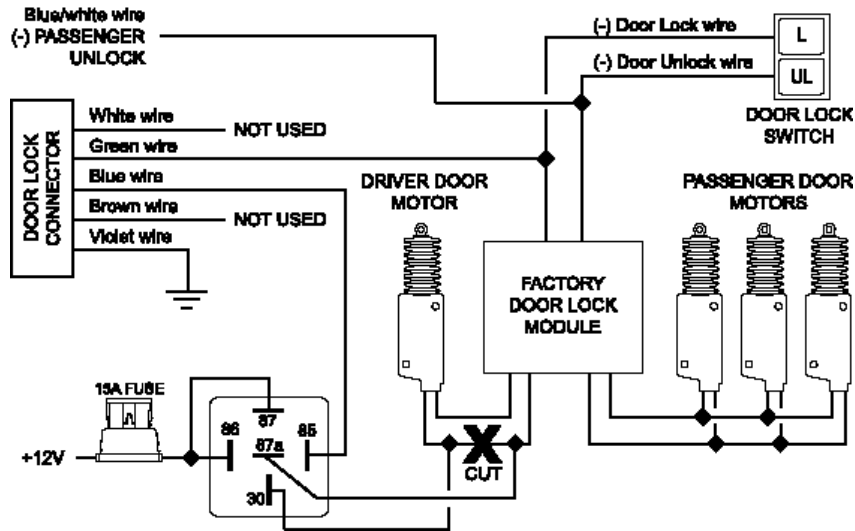 Blue/white wire
(-) PASSENGER
UNLOCK
(-) Door Lock wire
L
(-) Door Unlock wire
UL
DOOR LOCK
SWITCH
DOOR LOCK
CONNECTOR
White wire
NOT USED
Green wire
Blue wire
Brown wire
NOT USED
Violet wire
DRIVER DOOR
MOTOR
PASSENGER DOOR
MOTORS
FACTORY
DOOR LOCK
MODULE
15A FUSE
+12V
87
86
87a
85
30
X
CUT